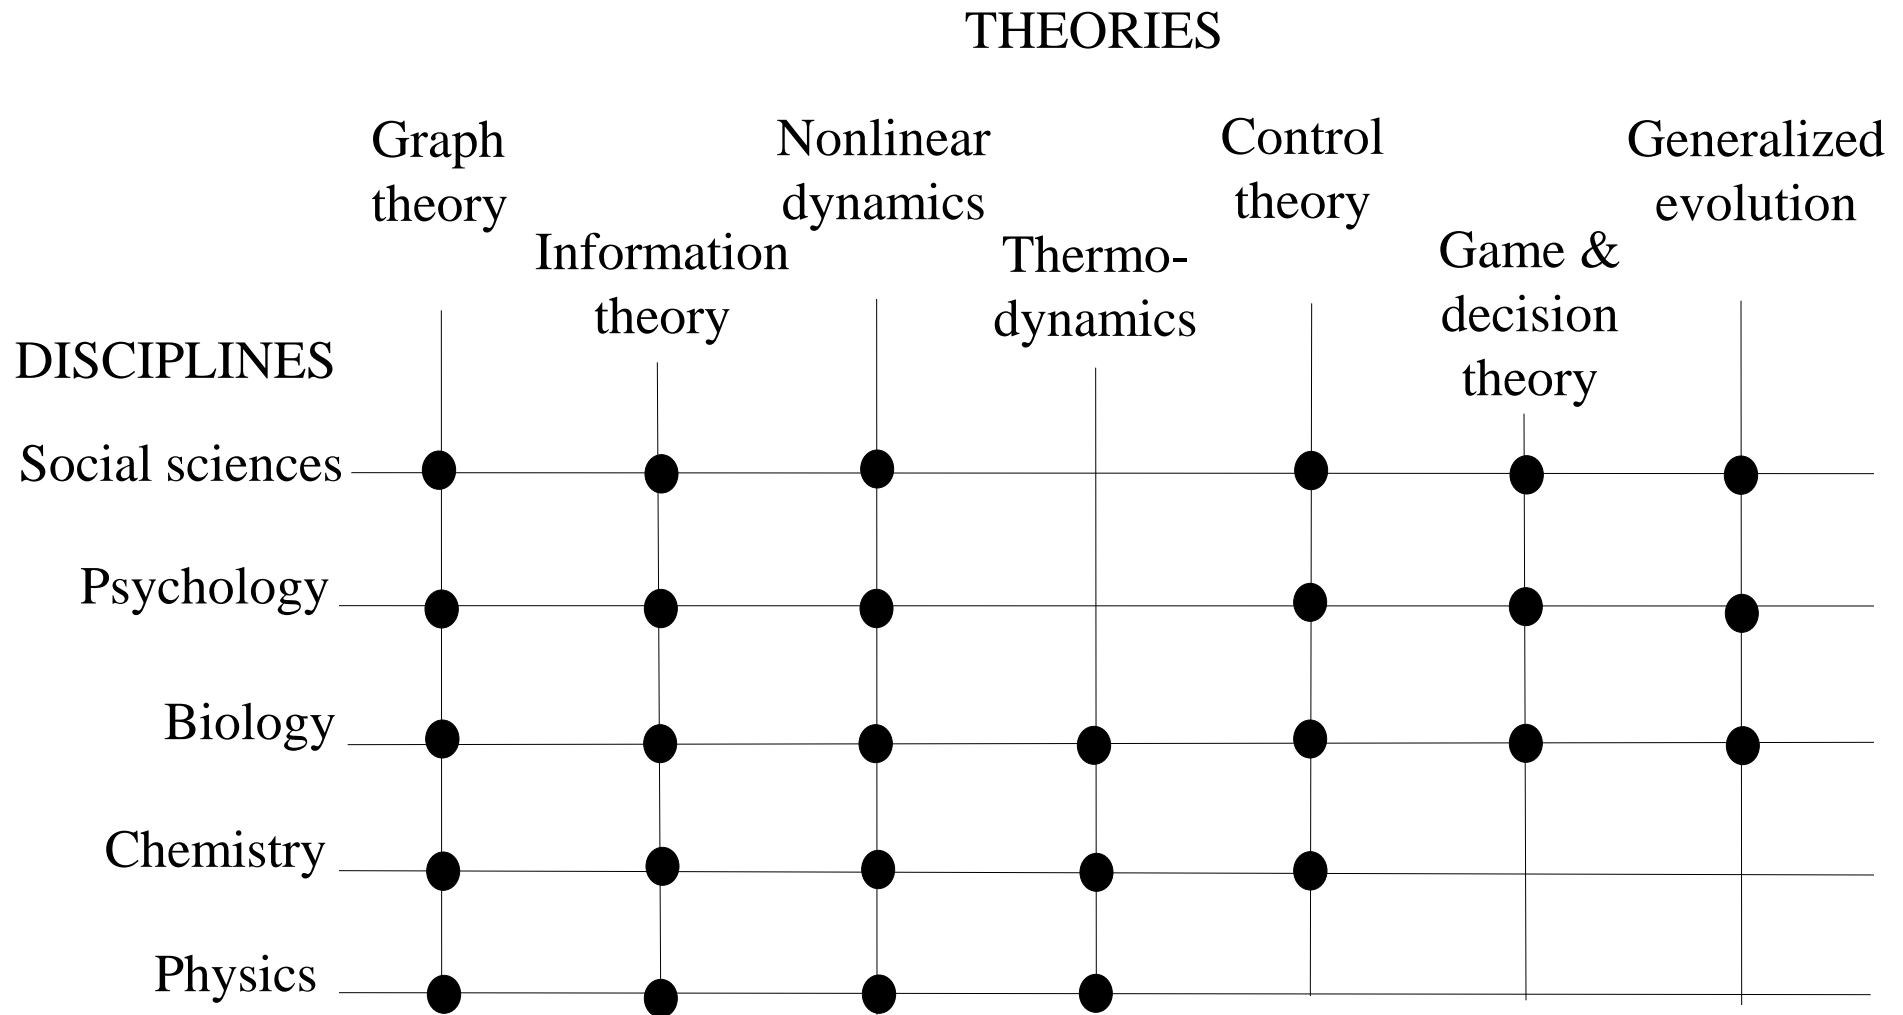 THEORIES
Graph
theory
Nonlinear
dynamics
Control
theory
Generalized
evolution
Information
theory
Thermo-
dynamics
Game &
decision
theory
DISCIPLINES
Social sciences
Psychology
Biology
Chemistry
Physics